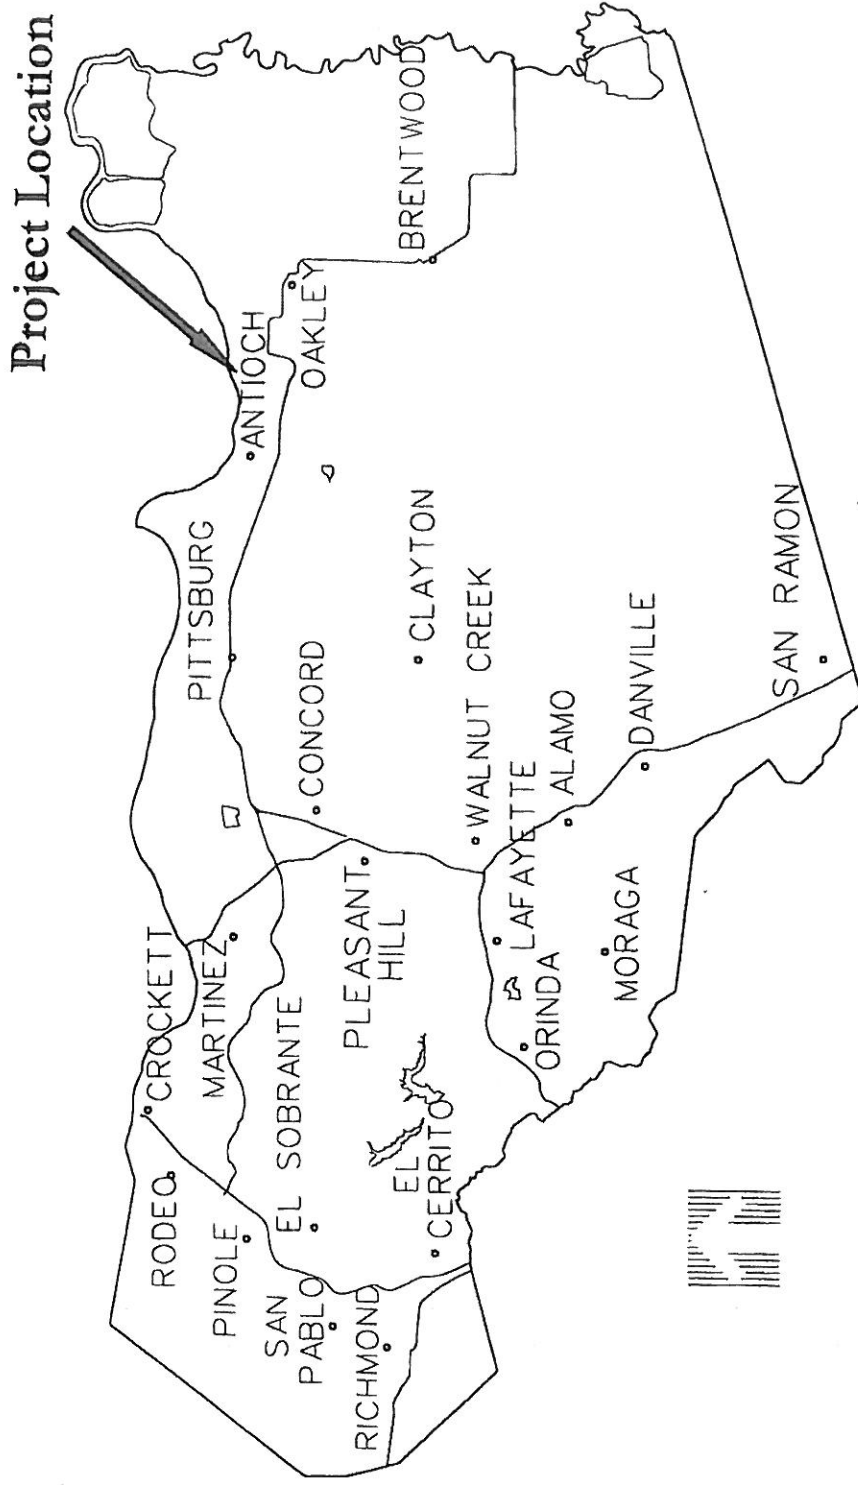 Project Location
CROCKETT
RODEO
MARTINEZ
PINOLE
PITTSBURG
ANTIOCH
EL SOBRANTE
CONCORD
OAKLEY
SAN
PABLO
RICHMOND
PLEASANT
HILL
CLAYTON
BRENTWOOD
EL
CERRITO
WALNUT CREEK
LAFAYETTE
ORINDA
ALAMO
MORAGA
DANVILLE
SAN RAMON